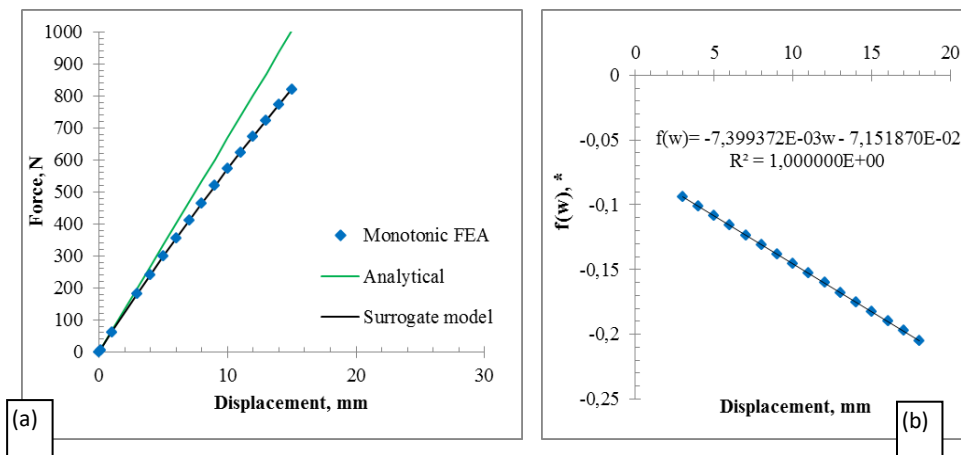 1000
900
800
700
600
500
400
300
200
100
0
Force, N
Monotonic FEA
Analytical
Surrogate model
0 10 20 30
Displacement, mm
(a)
0 5 10 15 20
0
-0,05
-0,1
-0,15
-0,2
-0,25
f(w), *
f(w)= -7,399372E-03w - 7,151870E-02
R² = 1,000000E+00
Displacement, mm
(b)